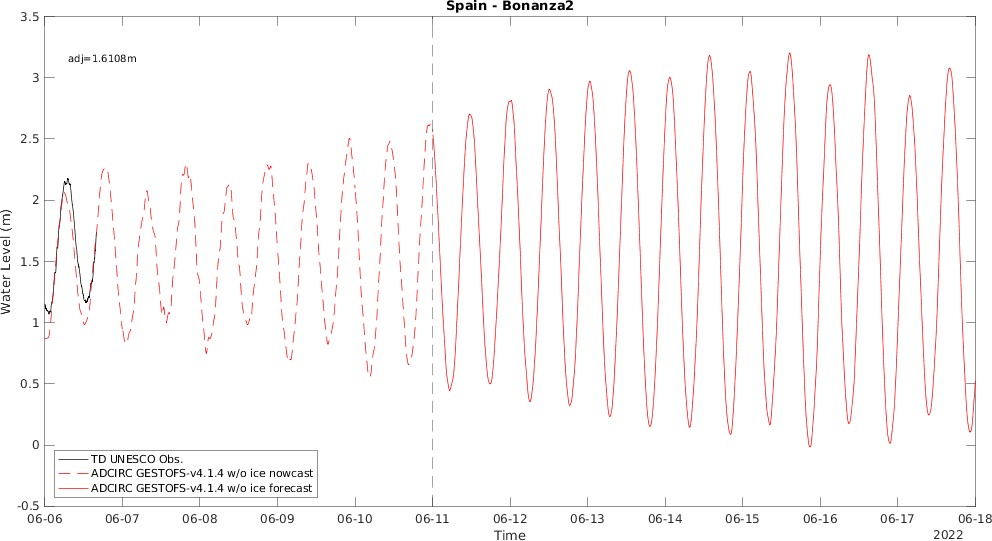 Spain - Bonanza2
3.5
3
2.5
2
1.5
1
0.5
0
-0.5
Water Level (m)
adj=1.6108m
TD UNESCO Obs.
ADCIRC GESTOFS-v4.1.4 w/o ice nowcast
ADCIRC GESTOFS-v4.1.4 w/o ice forecast
06-06 06-07 06-08 06-09 06-10 06-11 06-12 06-13 06-14 06-15 06-16 06-17 06-18
Time
2022